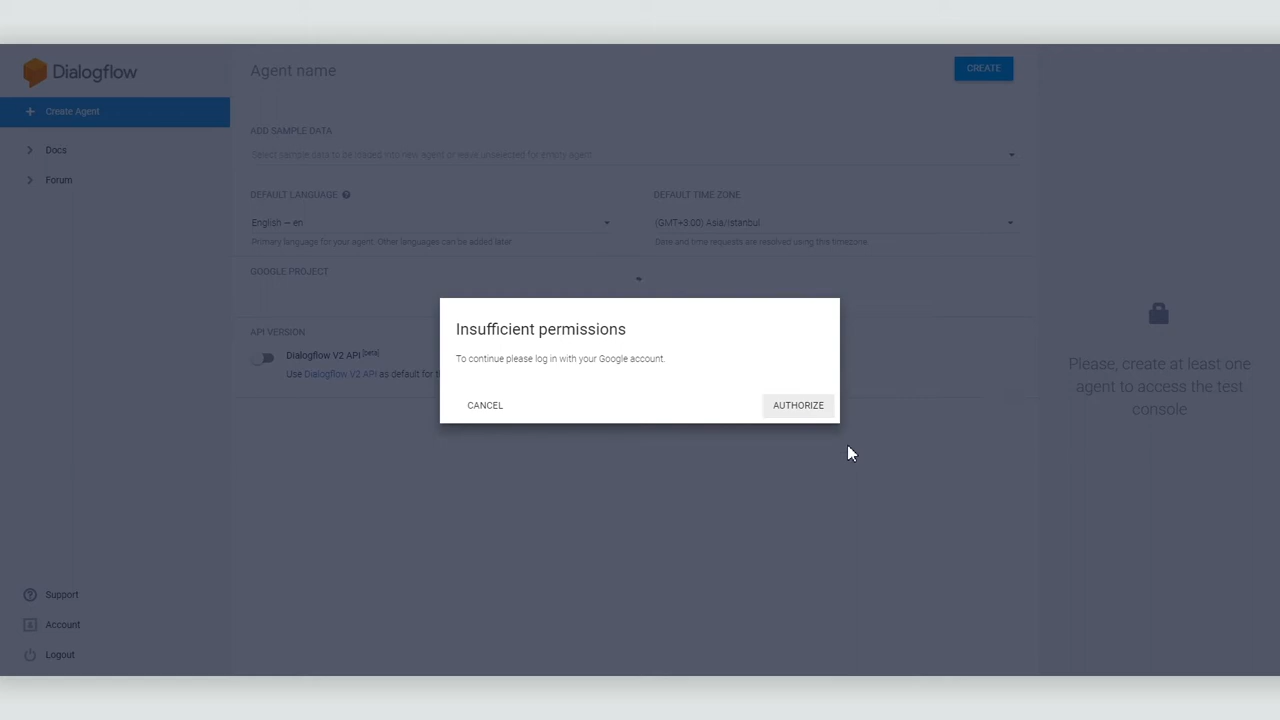 Dialogflow
Agent name
CREATE
Create Agent
ADD SAMPLE DATA
Docs
Select sample data to be loaded into new agent or leave unselected for empty agent
Forum
DEFAULT LANGUAGE
DEFAULT TIME ZONE
English — en
(GMT+3:00) Asia/Istanbul
Primary language for your agent. Other languages can be added later.
Date and time requests are resolved using this timezone.
GOOGLE PROJECT
API VERSION
Dialogflow V2 API [beta]
Use Dialogflow V2 API as default for
Insufficient permissions
To continue please log in with your Google account.
CANCEL
AUTHORIZE
Please, create at least one
agent to access the test
console
Support
Account
Logout